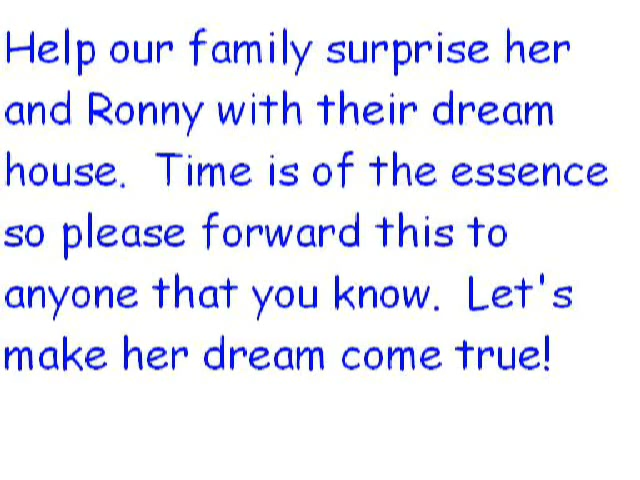 Help our family surprise her
and Ronny with their dream
house.  Time is of the essence
so please forward this to
anyone that you know.  Let's
make her dream come true!